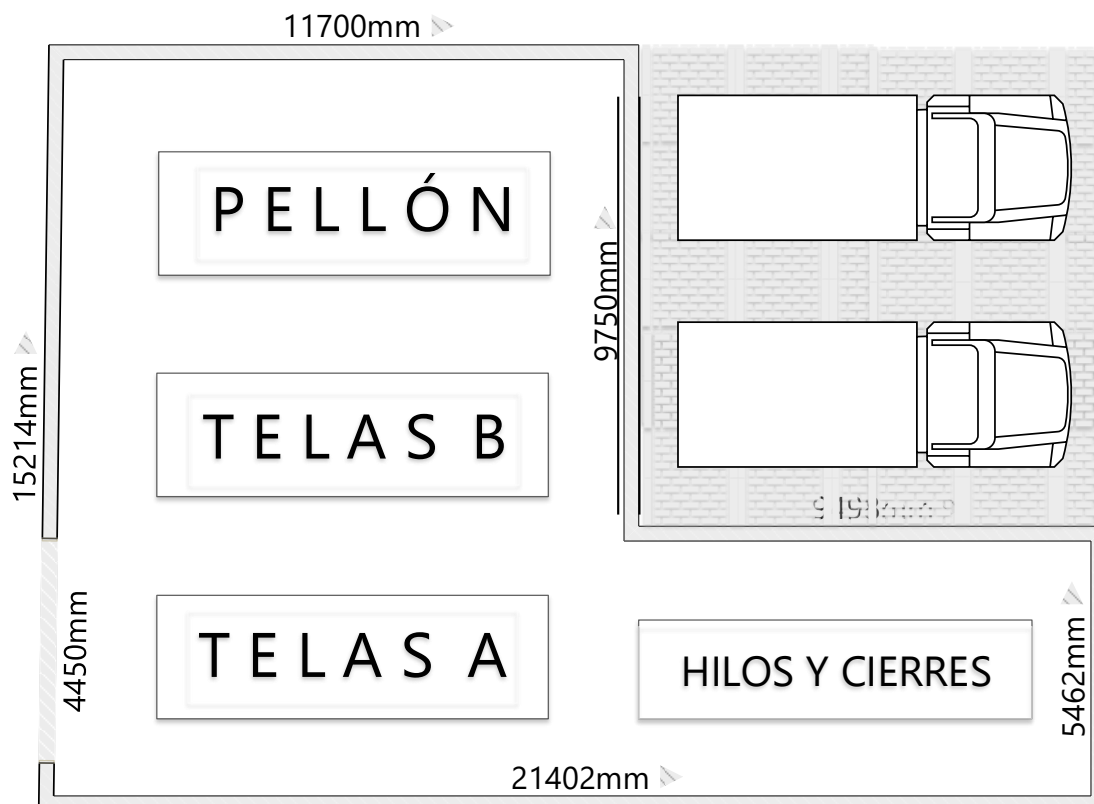 11700mm
PELLÓN
9750mm
15214mm
TELAS B
4450mm
TELAS A
HILOS Y CIERRES
5462mm
21402mm